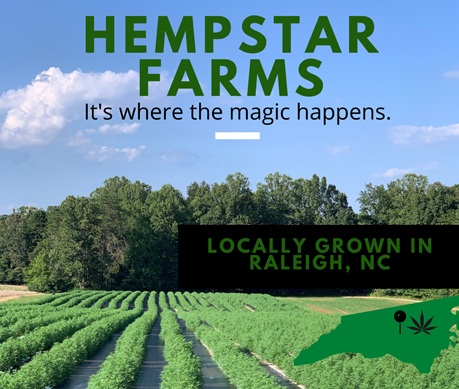 HEMPSTAR
FARMS
It's where the magic happens.
LOCALLY GROWN IN
RALEIGH, NC